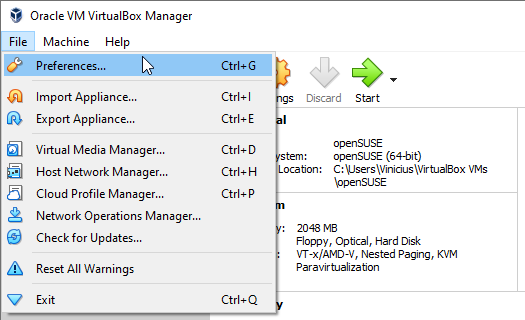 Oracle VM VirtualBox Manager
File Machine Help
Preferences... Ctrl+G
Import Appliance... Ctrl+I
Export Appliance... Ctrl+E
Virtual Media Manager... Ctrl+D
Host Network Manager... Ctrl+H
Cloud Profile Manager... Ctrl+P
Network Operations Manager...
Check for Updates...
Reset All Warnings
Exit Ctrl+Q
ngs Discard Start
al
openSUSE
ystem: openSUSE (64-bit)
Location: C:\Users\Vinicius\VirtualBox VMs
\openSUSE
m
y: 2048 MB
Floppy, Optical, Hard Disk
: VT-x/AMD-V, Nested Paging, KVM
Paravirtualization
y